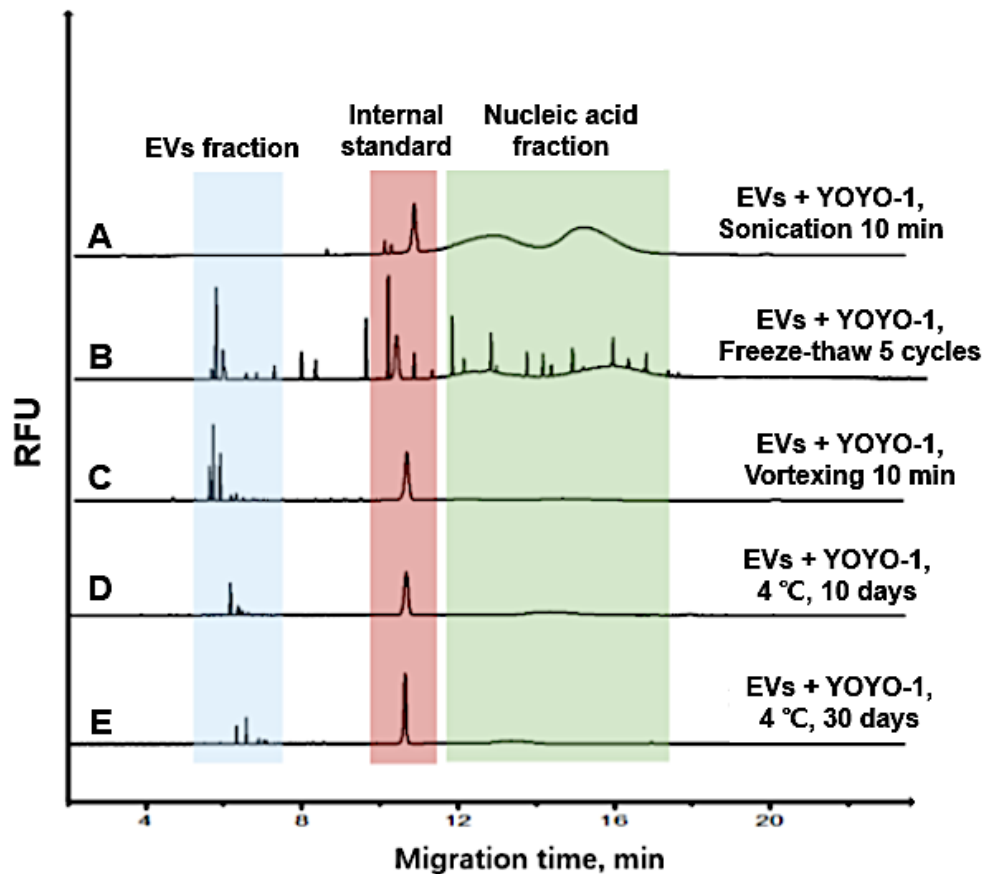 Internal
standard
Nucleic acid
fraction
EVs fraction
A
EVs + YOYO-1,
Sonication 10 min
B
EVs + YOYO-1,
Freeze-thaw 5 cycles
C
EVs + YOYO-1,
Vortexing 10 min
D
EVs + YOYO-1,
4 ℃, 10 days
E
EVs + YOYO-1,
4 ℃, 30 days
RFU
4 8 12 16 20
Migration time, min